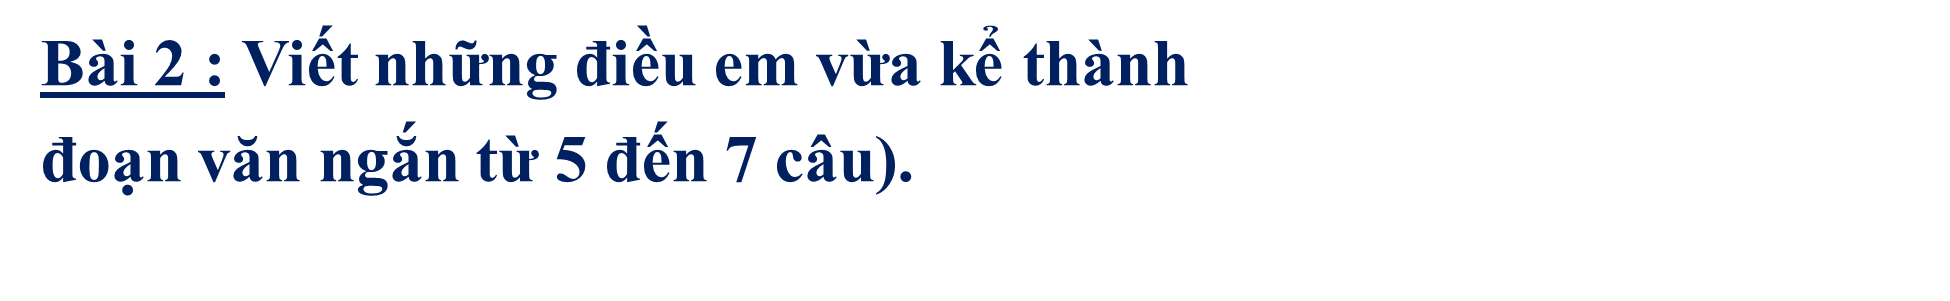 Bài 2 : Viết những điều em vừa kể thành
đoạn văn ngắn từ 5 đến 7 câu).